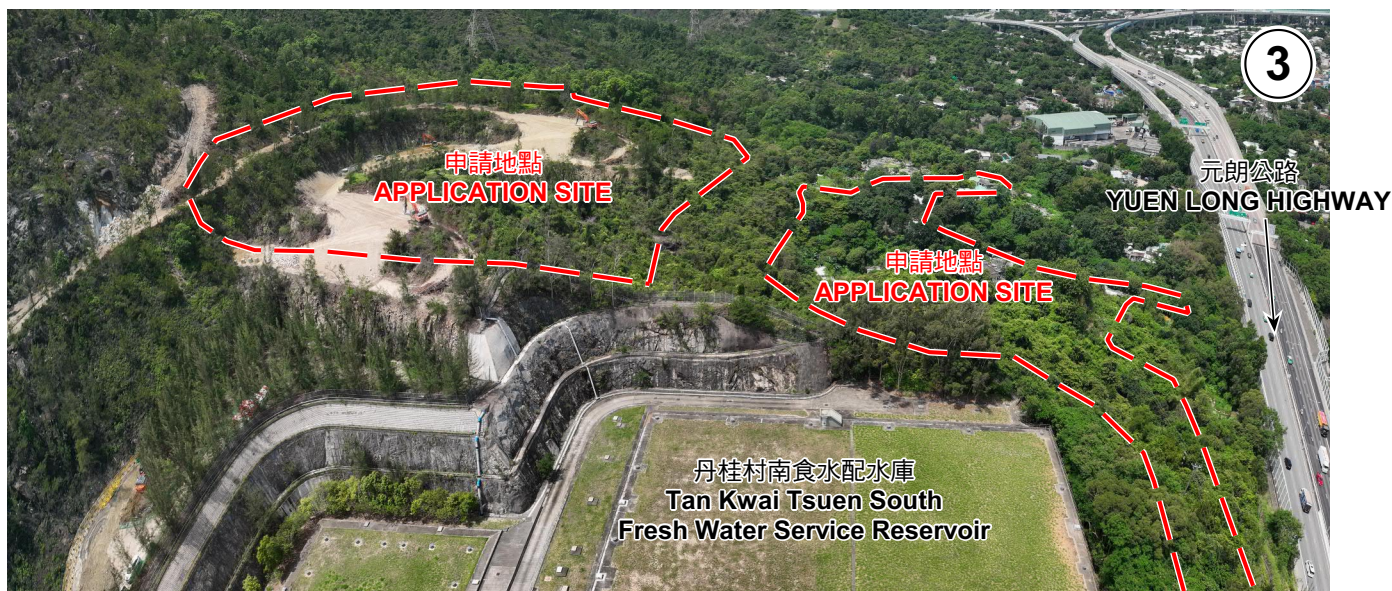 3
申請地點
APPLICATION SITE
元朗公路
YUEN LONG HIGHWAY
申請地點
APPLICATION SITE
丹桂村南食水配水庫
Tan Kwai Tsuen South
Fresh Water Service Reservoir